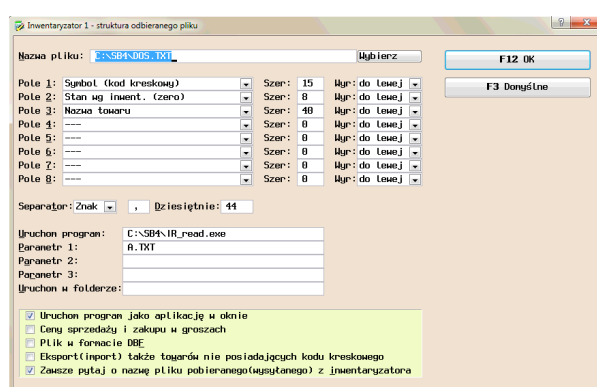 Inwentaryzator 1 - struktura odbieranego pliku
Nazwa pliku: C:\SB4\DOS.TXT Wybierz
F12 OK
F3 Domyślne
Pole 1: Symbol (kod kreskowy) Szer: 15 Wyr: do lewej
Pole 2: Stan wg inwent. (zero) Szer: 8 Wyr: do lewej
Pole 3: Nazwa towaru Szer: 40 Wyr: do lewej
Pole 4: --- Szer: 0 Wyr: do lewej
Pole 5: --- Szer: 0 Wyr: do lewej
Pole 6: --- Szer: 0 Wyr: do lewej
Pole 7: --- Szer: 0 Wyr: do lewej
Pole 8: --- Szer: 0 Wyr: do lewej
Separator: Znak , Dziesiętnie: 44
Uruchom program: C:\SB4\IR_read.exe
Parametr 1: A.TXT
Parametr 2:
Parametr 3:
Uruchom w folderze:
Uruchom program jako aplikację w oknie
Ceny sprzedaży i zakupu w groszach
Plik w formacie DBF
Eksport(import) także towarów nie posiadających kodu kreskowego
Zawsze pytaj o nazwę pliku pobieranego(wysyłanego) z inwentaryzatora